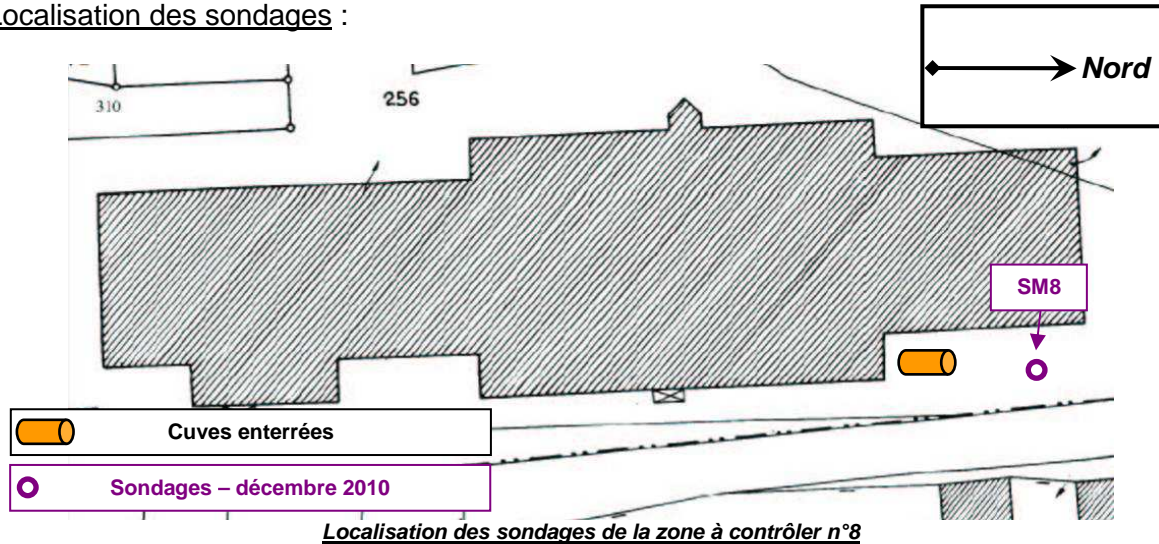 Localisation des sondages :
Nord
310
256
SM8
Cuves enterrées
Sondages – décembre 2010
Localisation des sondages de la zone à contrôler n°8